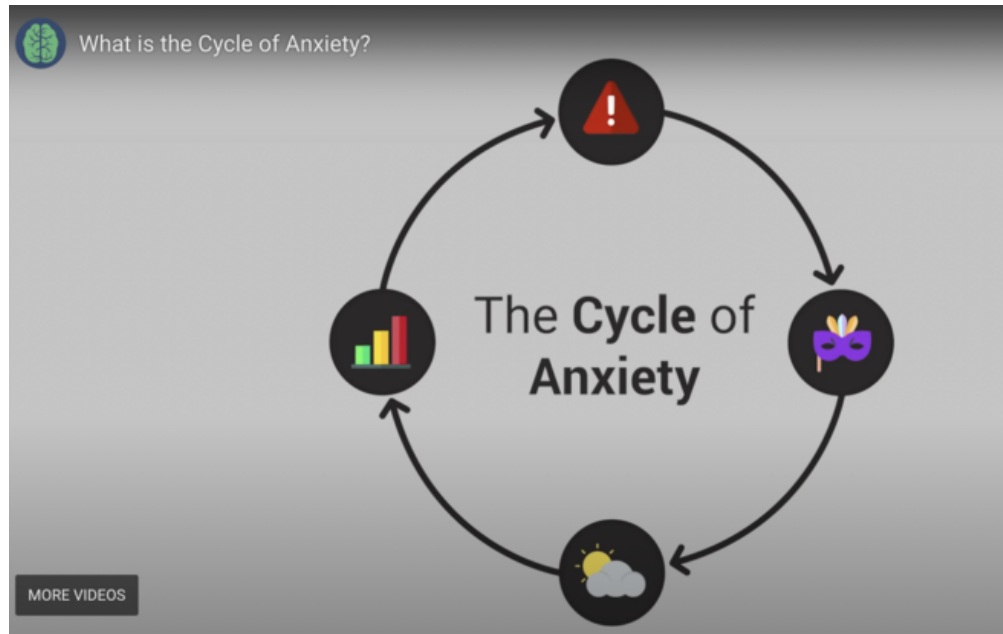 What is the Cycle of Anxiety?
The Cycle of
Anxiety
MORE VIDEOS